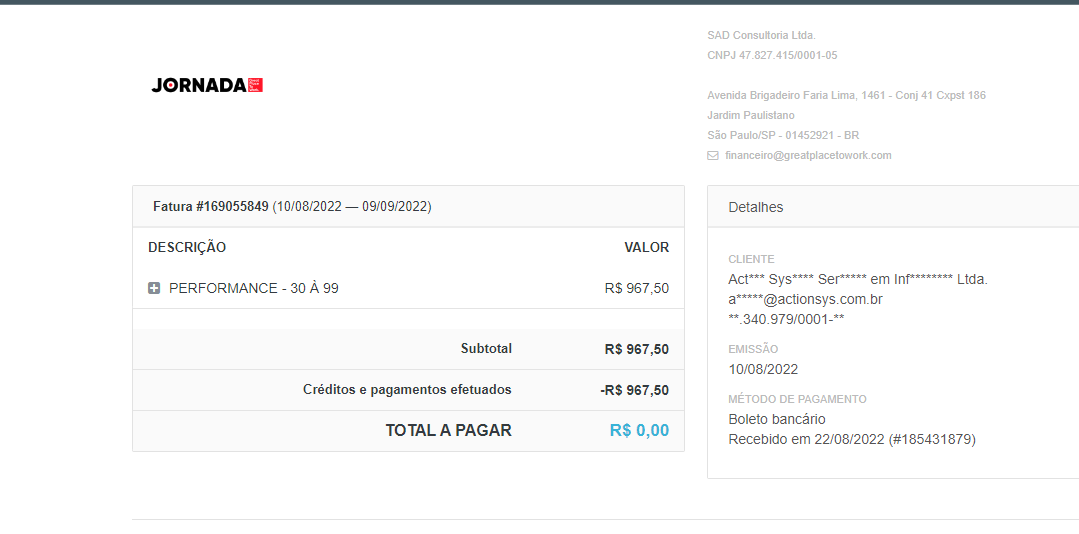 SAD Consultoria Ltda.
CNPJ 47.827.415/0001-05
JORNADA
Avenida Brigadeiro Faria Lima, 1461 - Conj 41 Cxpst 186
Jardim Paulistano
São Paulo/SP - 01452921 - BR
financeiro@greatplacetowork.com
Fatura #169055849 (10/08/2022 — 09/09/2022)
DESCRIÇÃO VALOR
PERFORMANCE - 30 À 99 R$ 967,50
Subtotal R$ 967,50
Créditos e pagamentos efetuados -R$ 967,50
TOTAL A PAGAR R$ 0,00
Detalhes
CLIENTE
Act*** Sys**** Ser***** em Inf******** Ltda.
a*****@actionsys.com.br
**.340.979/0001-**
EMISSÃO
10/08/2022
MÉTODO DE PAGAMENTO
Boleto bancário
Recebido em 22/08/2022 (#185431879)